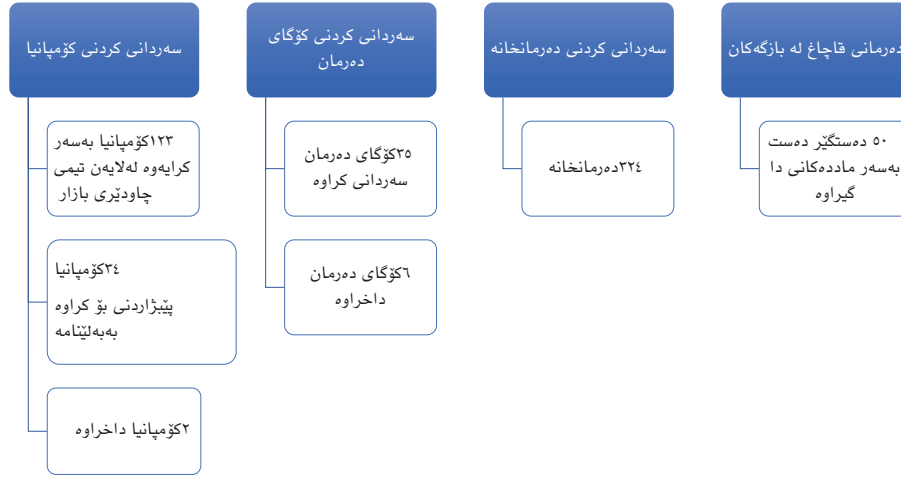 دەرمانی قاچاغ لە بازگەکان
٥٠ دەستگێر دەست
بەسەر ماددەکانی دا
گیراوە
سەردانی کردنی دەرمانخانە
٣٢٤دەرمانخانە
سەردانی کردنی کۆگای
دەرمان
٣٥کۆگای دەرمان
سەردانی کراوە
٦کۆگای دەرمان
داخراوە
سەردانی کردنی کۆمپانیا
١٢٣کۆمپانیا بەسەر
کرایەوە لەلایەن تیمی
چاودێری بازار
٣٤کۆمپانیا
پێبژاردنی بۆ کراوە
بەبەڵێنامە
٢کۆمپانیا داخراوە